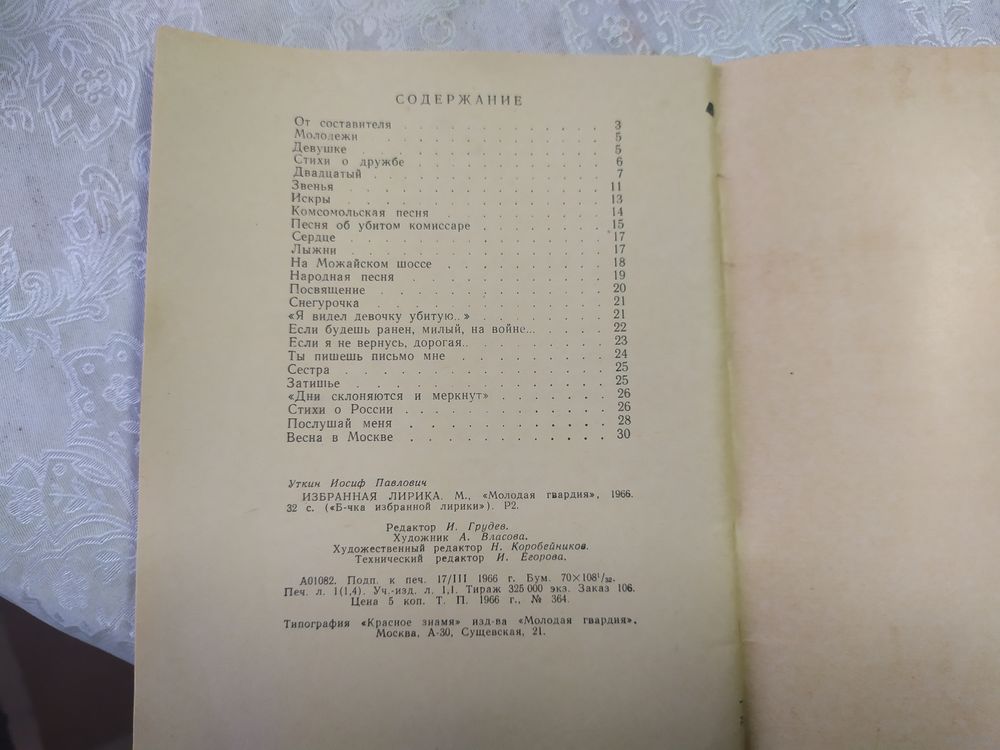 СОДЕРЖАНИЕ
От составителя . . . . . . . . . . . . 3
Молодежи . . . . . . . . . . . . 5
Девушке . . . . . . . . . . . . 5
Стихи о дружбе . . . . . . . . . . . 6
Двадцатый . . . . . . . . . . . . 7
Звенья . . . . . . . . . . . . 11
Искры . . . . . . . . . . . . 13
Комсомольская песня . . . . . . . . . 14
Песня об убитом комиссаре . . . . . . . 15
Сердце . . . . . . . . . . . . 17
Лыжни . . . . . . . . . . . . 17
На Можайском шоссе . . . . . . . . . 18
Народная песня . . . . . . . . . . 19
Посвящение . . . . . . . . . . . 20
Снегурочка . . . . . . . . . . . 21
«Я видел девочку убитую..» . . . . . . . 21
Если будешь ранен, милый, на войне... . . . . 22
Если я не вернусь, дорогая.. . . . . . . . 23
Ты пишешь письмо мне . . . . . . . . 24
Сестра . . . . . . . . . . . . 25
Затишье . . . . . . . . . . . . 25
«Дни склоняются и меркнут» . . . . . . . 26
Стихи о России . . . . . . . . . . 26
Послушай меня . . . . . . . . . . 28
Весна в Москве . . . . . . . . . . 30
Уткин Иосиф Павлович
ИЗБРАННАЯ ЛИРИКА. М., «Молодая гвардия», 1966.
32 с. («Б-чка избранной лирики»). Р2.
Редактор И. Грудев.
Художник А. Власова.
Художественный редактор Н. Коробейников.
Технический редактор И. Егорова.
А01082. Подп. к печ. 17/III 1966 г. Бум. 70×108¹/₃₂.
Печ. л. 1(1,4). Уч.-изд. л. 1,1. Тираж 325 000 экз. Заказ 106.
Цена 5 коп. Т. П. 1966 г., № 364.
Типография «Красное знамя» изд-ва «Молодая гвардия»,
Москва, А-30, Сущевская, 21.